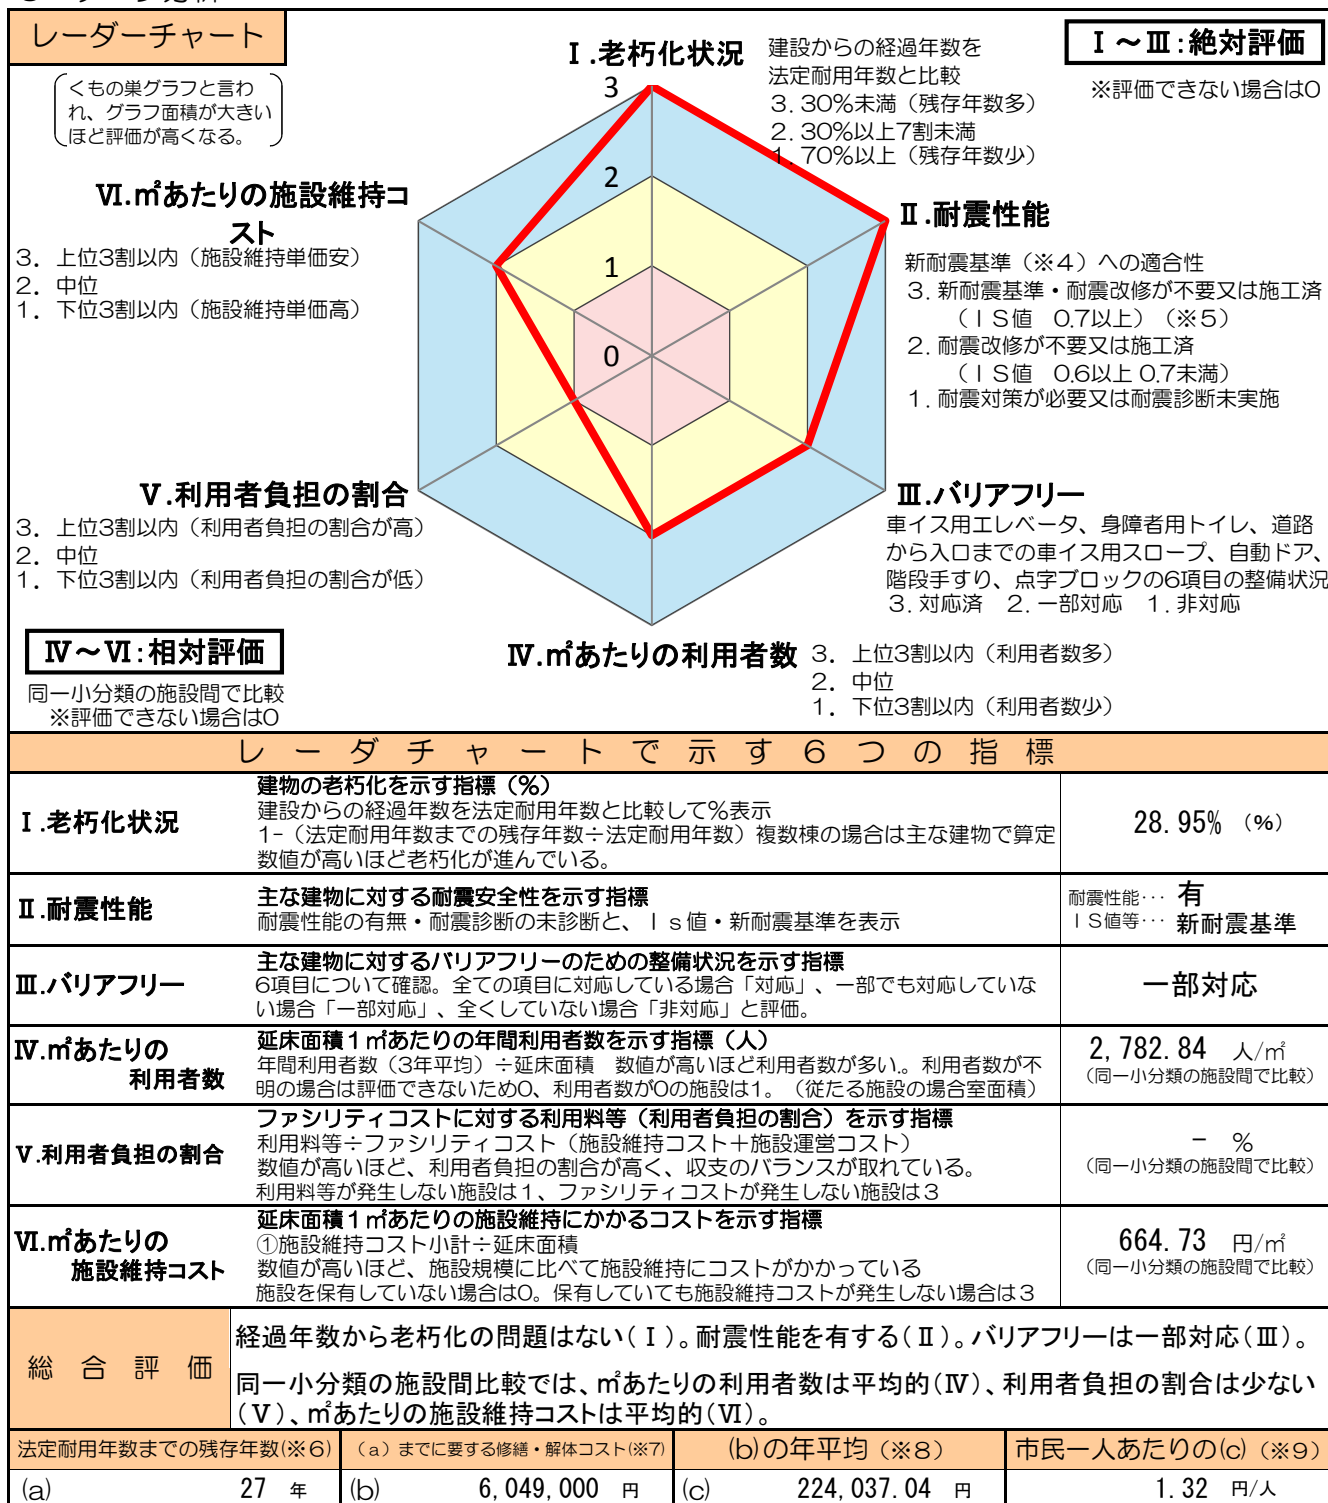 レーダーチャート
くもの巣グラフと言わ
れ、グラフ面積が大きい
ほど評価が高くなる。
Ⅰ～Ⅲ:絶対評価
※評価できない場合は0
Ⅰ.老朽化状況
建設からの経過年数を
法定耐用年数と比較
3. 30%未満（残存年数多）
2. 30%以上7割未満
1. 70%以上（残存年数少）
3
2
1
0
Ⅱ.耐震性能
新耐震基準（※4）への適合性
3. 新耐震基準・耐震改修が不要又は施工済
（ＩＳ値　0.7以上）（※5）
2. 耐震改修が不要又は施工済
（ＩＳ値　0.6以上 0.7未満）
1. 耐震対策が必要又は耐震診断未実施
Ⅲ.バリアフリー
車イス用エレベータ、身障者用トイレ、道路
から入口までの車イス用スロープ、自動ドア、
階段手すり、点字ブロックの6項目の整備状況
3. 対応済　2. 一部対応　1. 非対応
Ⅳ.㎡あたりの利用者数
3. 上位3割以内（利用者数多）
2. 中位
1. 下位3割以内（利用者数少）
Ⅴ.利用者負担の割合
3. 上位3割以内（利用者負担の割合が高）
2. 中位
1. 下位3割以内（利用者負担の割合が低）
Ⅵ.㎡あたりの施設維持コ
スト
3. 上位3割以内（施設維持単価安）
2. 中位
1. 下位3割以内（施設維持単価高）
Ⅳ～Ⅵ:相対評価
同一小分類の施設間で比較
※評価できない場合は0
レーダチャートで示す6つの指標
Ⅰ.老朽化状況
建物の老朽化を示す指標（%）
建設からの経過年数を法定耐用年数と比較して%表示
1-（法定耐用年数までの残存年数÷法定耐用年数）複数棟の場合は主な建物で算定
数値が高いほど老朽化が進んでいる。
28.95%（%）
Ⅱ.耐震性能
主な建物に対する耐震安全性を示す指標
耐震性能の有無・耐震診断の未診断と、Ｉｓ値・新耐震基準を表示
耐震性能･･･ 有
ＩＳ値等･･･ 新耐震基準
Ⅲ.バリアフリー
主な建物に対するバリアフリーのための整備状況を示す指標
6項目について確認。全ての項目に対応している場合「対応」、一部でも対応していな
い場合「一部対応」、全くしていない場合「非対応」と評価。
一部対応
Ⅳ.㎡あたりの
利用者数
延床面積１㎡あたりの年間利用者数を示す指標（人）
年間利用者数（3年平均）÷延床面積　数値が高いほど利用者数が多い。利用者数が不
明の場合は評価できないため0、利用者数が0の施設は1。（従たる施設の場合室面積）
2,782.84 人/㎡
（同一小分類の施設間で比較）
Ⅴ.利用者負担の割合
ファシリティコストに対する利用料等（利用者負担の割合）を示す指標
利用料等÷ファシリティコスト（施設維持コスト＋施設運営コスト）
数値が高いほど、利用者負担の割合が高く、収支のバランスが取れている。
利用料等が発生しない施設は１、ファシリティコストが発生しない施設は３
- %
（同一小分類の施設間で比較）
Ⅵ.㎡あたりの
施設維持コスト
延床面積１㎡あたりの施設維持にかかるコストを示す指標
①施設維持コスト小計÷延床面積
数値が高いほど、施設規模に比べて施設維持にコストがかかっている
施設を保有していない場合は0。保有していても施設維持コストが発生しない場合は３
664.73 円/㎡
（同一小分類の施設間で比較）
総合評価
経過年数から老朽化の問題はない(Ⅰ)。耐震性能を有する(Ⅱ)。バリアフリーは一部対応(Ⅲ)。
同一小分類の施設間比較では、㎡あたりの利用者数は平均的(Ⅳ)、利用者負担の割合は少ない
(Ⅴ)、㎡あたりの施設維持コストは平均的(Ⅵ)。
法定耐用年数までの残存年数(※6)
（a）までに要する修繕・解体コスト(※7)
(b)の年平均（※8）
市民一人あたりの(c)（※9）
(a) 27 年
(b) 6,049,000 円
(c) 224,037.04 円
1.32 円/人